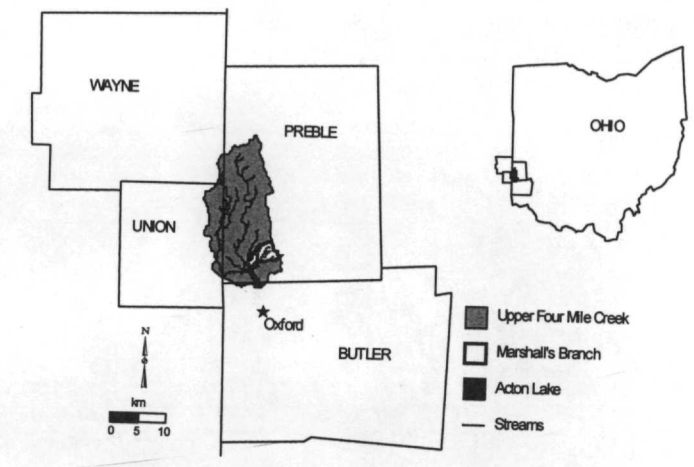 WAYNE
PREBLE
OHIO
UNION
Oxford
BUTLER
Upper Four Mile Creek
Marshall's Branch
Acton Lake
Streams
N
km
0 5 10